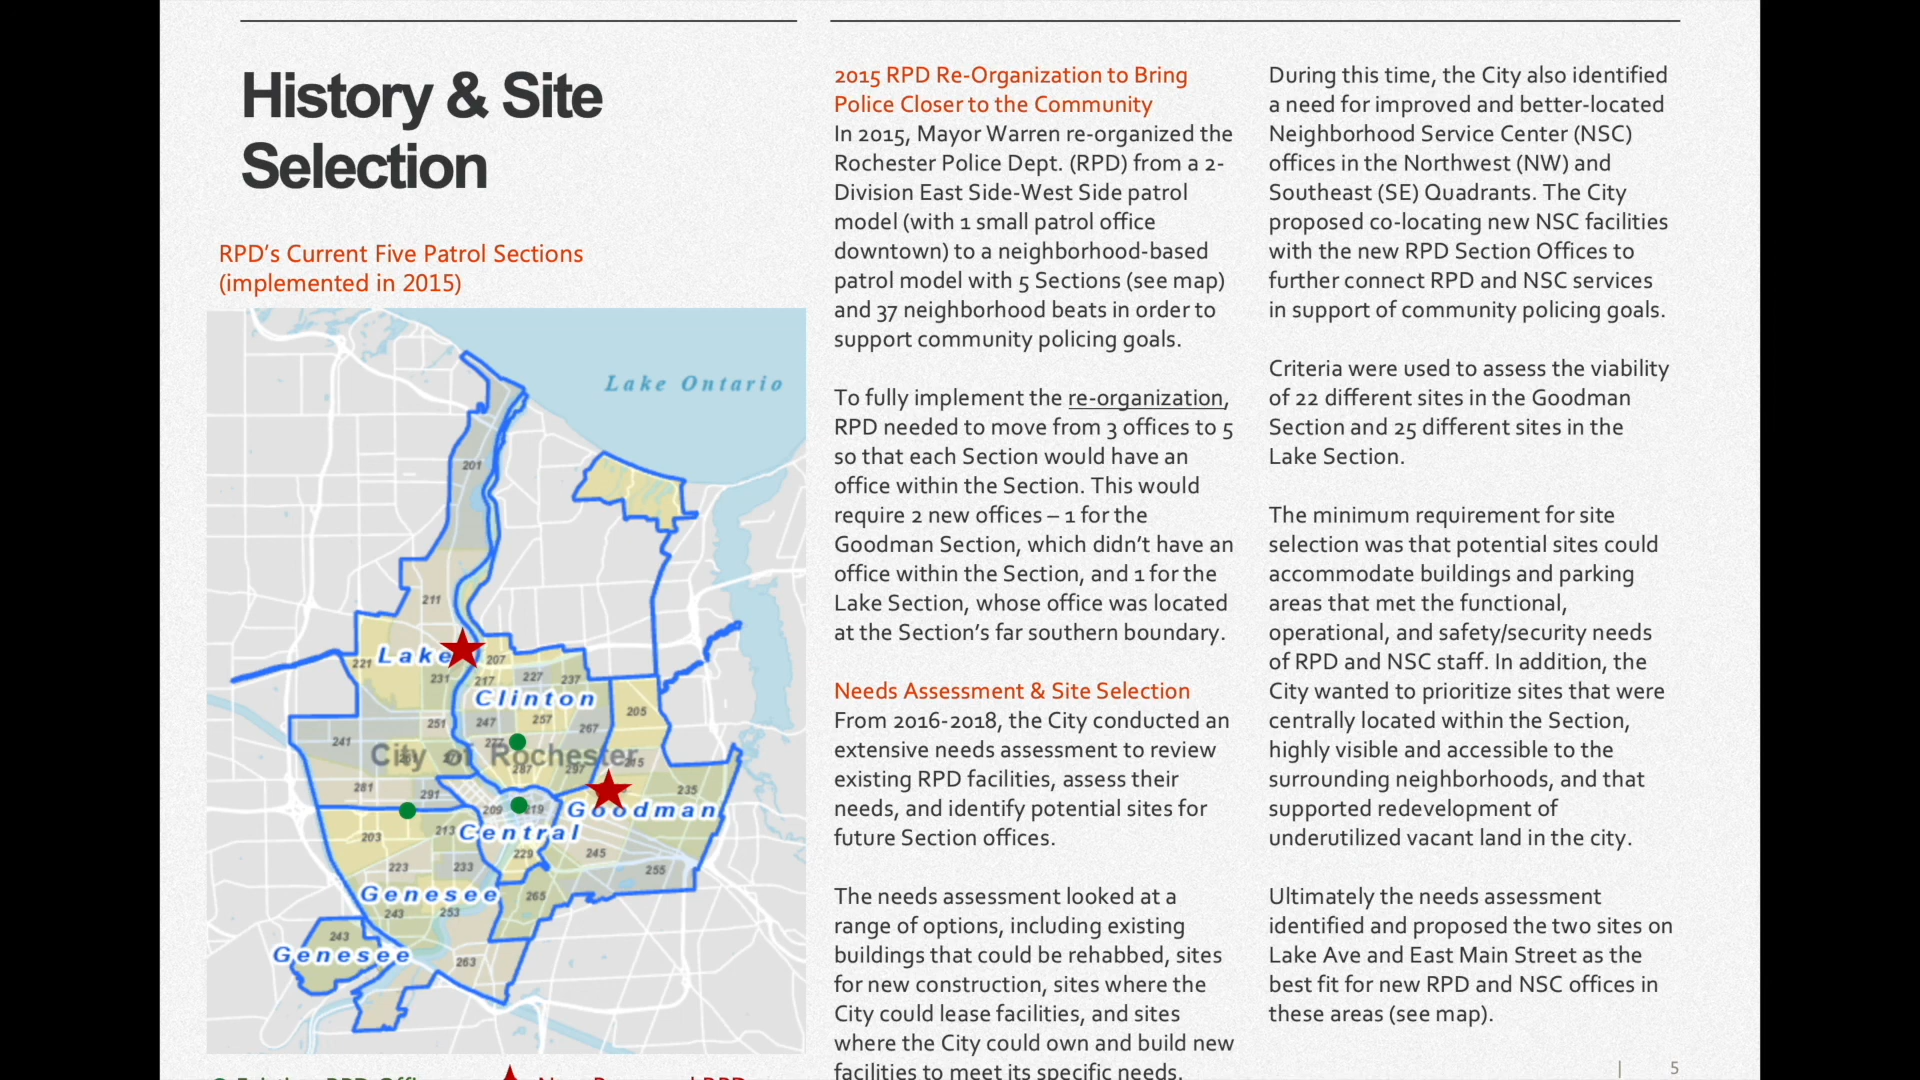 History & Site
Selection
RPD's Current Five Patrol Sections
(implemented in 2015)
Lake Ontario
201
211
Lake
207
221
231
217
227
237
Clinton
205
251
247
257
267
241
277
City of Rochester
215
287
297
281
291
235
209
219
Goodman
203
213
Central
229
245
223
233
255
Genesee
265
243
253
243
Genesee
263
2015 RPD Re-Organization to Bring
Police Closer to the Community
In 2015, Mayor Warren re-organized the
Rochester Police Dept. (RPD) from a 2-
Division East Side-West Side patrol
model (with 1 small patrol office
downtown) to a neighborhood-based
patrol model with 5 Sections (see map)
and 37 neighborhood beats in order to
support community policing goals.
To fully implement the re-organization,
RPD needed to move from 3 offices to 5
so that each Section would have an
office within the Section. This would
require 2 new offices – 1 for the
Goodman Section, which didn't have an
office within the Section, and 1 for the
Lake Section, whose office was located
at the Section's far southern boundary.
Needs Assessment & Site Selection
From 2016-2018, the City conducted an
extensive needs assessment to review
existing RPD facilities, assess their
needs, and identify potential sites for
future Section offices.
The needs assessment looked at a
range of options, including existing
buildings that could be rehabbed, sites
for new construction, sites where the
City could lease facilities, and sites
where the City could own and build new
facilities to meet its specific needs.
During this time, the City also identified
a need for improved and better-located
Neighborhood Service Center (NSC)
offices in the Northwest (NW) and
Southeast (SE) Quadrants. The City
proposed co-locating new NSC facilities
with the new RPD Section Offices to
further connect RPD and NSC services
in support of community policing goals.
Criteria were used to assess the viability
of 22 different sites in the Goodman
Section and 25 different sites in the
Lake Section.
The minimum requirement for site
selection was that potential sites could
accommodate buildings and parking
areas that met the functional,
operational, and safety/security needs
of RPD and NSC staff. In addition, the
City wanted to prioritize sites that were
centrally located within the Section,
highly visible and accessible to the
surrounding neighborhoods, and that
supported redevelopment of
underutilized vacant land in the city.
Ultimately the needs assessment
identified and proposed the two sites on
Lake Ave and East Main Street as the
best fit for new RPD and NSC offices in
these areas (see map).
| 5